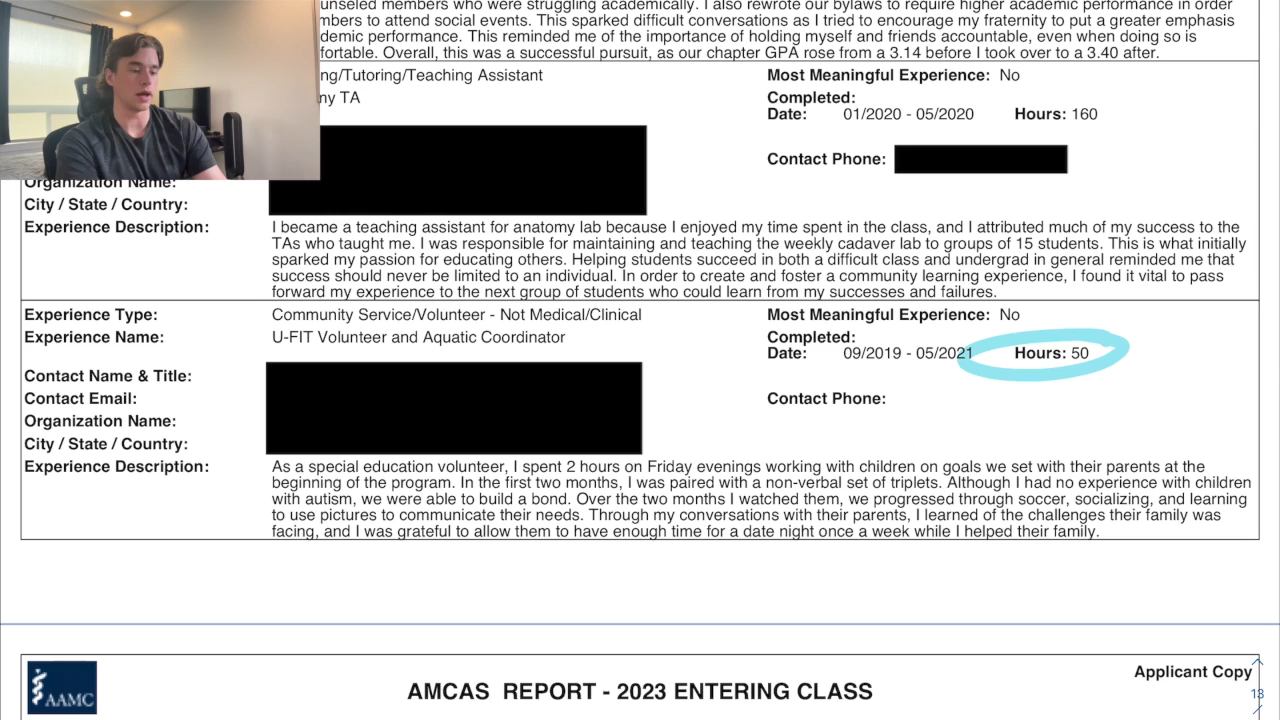 unseled members who were struggling academically. I also rewrote our bylaws to require higher academic performance in order
mbers to attend social events. This sparked difficult conversations as I tried to encourage my fraternity to put a greater emphasis
demic performance. This reminded me of the importance of holding myself and friends accountable, even when doing so is
fortable. Overall, this was a successful pursuit, as our chapter GPA rose from a 3.14 before I took over to a 3.40 after.
ng/Tutoring/Teaching Assistant Most Meaningful Experience: No
ny TA Completed:
Date: 01/2020 - 05/2020 Hours: 160
Contact Phone:
Organization Name:
City / State / Country:
Experience Description: I became a teaching assistant for anatomy lab because I enjoyed my time spent in the class, and I attributed much of my success to the
TAs who taught me. I was responsible for maintaining and teaching the weekly cadaver lab to groups of 15 students. This is what initially
sparked my passion for educating others. Helping students succeed in both a difficult class and undergrad in general reminded me that
success should never be limited to an individual. In order to create and foster a community learning experience, I found it vital to pass
forward my experience to the next group of students who could learn from my successes and failures.
Experience Type: Community Service/Volunteer - Not Medical/Clinical Most Meaningful Experience: No
Experience Name: U-FIT Volunteer and Aquatic Coordinator Completed:
Date: 09/2019 - 05/2021 Hours: 50
Contact Name & Title:
Contact Email: Contact Phone:
Organization Name:
City / State / Country:
Experience Description: As a special education volunteer, I spent 2 hours on Friday evenings working with children on goals we set with their parents at the
beginning of the program. In the first two months, I was paired with a non-verbal set of triplets. Although I had no experience with children
with autism, we were able to build a bond. Over the two months I watched them, we progressed through soccer, socializing, and learning
to use pictures to communicate their needs. Through my conversations with their parents, I learned of the challenges their family was
facing, and I was grateful to allow them to have enough time for a date night once a week while I helped their family.
Applicant Copy
AAMC AMCAS REPORT - 2023 ENTERING CLASS
13